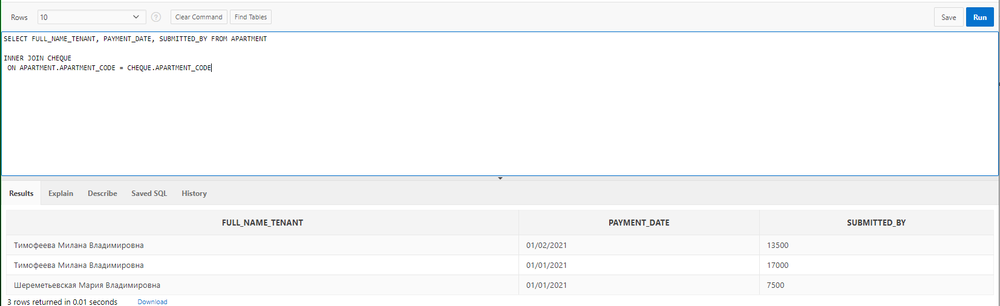 Rows 10 ? Clear Command Find Tables Save Run
SELECT FULL_NAME_TENANT, PAYMENT_DATE, SUBMITTED_BY FROM APARTMENT
INNER JOIN CHEQUE
ON APARTMENT.APARTMENT_CODE = CHEQUE.APARTMENT_CODE
Results Explain Describe Saved SQL History
FULL_NAME_TENANT PAYMENT_DATE SUBMITTED_BY
Тимофеева Милана Владимировна 01/02/2021 13500
Тимофеева Милана Владимировна 01/01/2021 17000
Шереметьевская Мария Владимировна 01/01/2021 7500
3 rows returned in 0.01 seconds Download